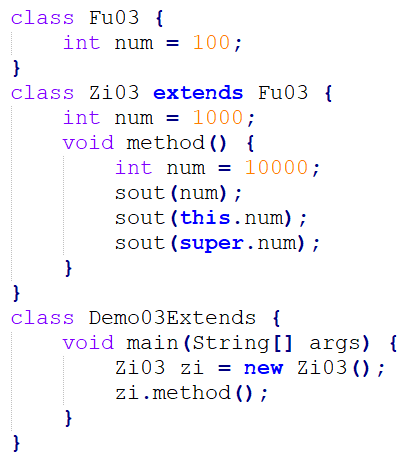 class Fu03 {
    int num = 100;
}
class Zi03 extends Fu03 {
    int num = 1000;
    void method() {
        int num = 10000;
        sout(num);
        sout(this.num);
        sout(super.num);
    }
}
class Demo03Extends {
    void main(String[] args) {
        Zi03 zi = new Zi03();
        zi.method();
    }
}